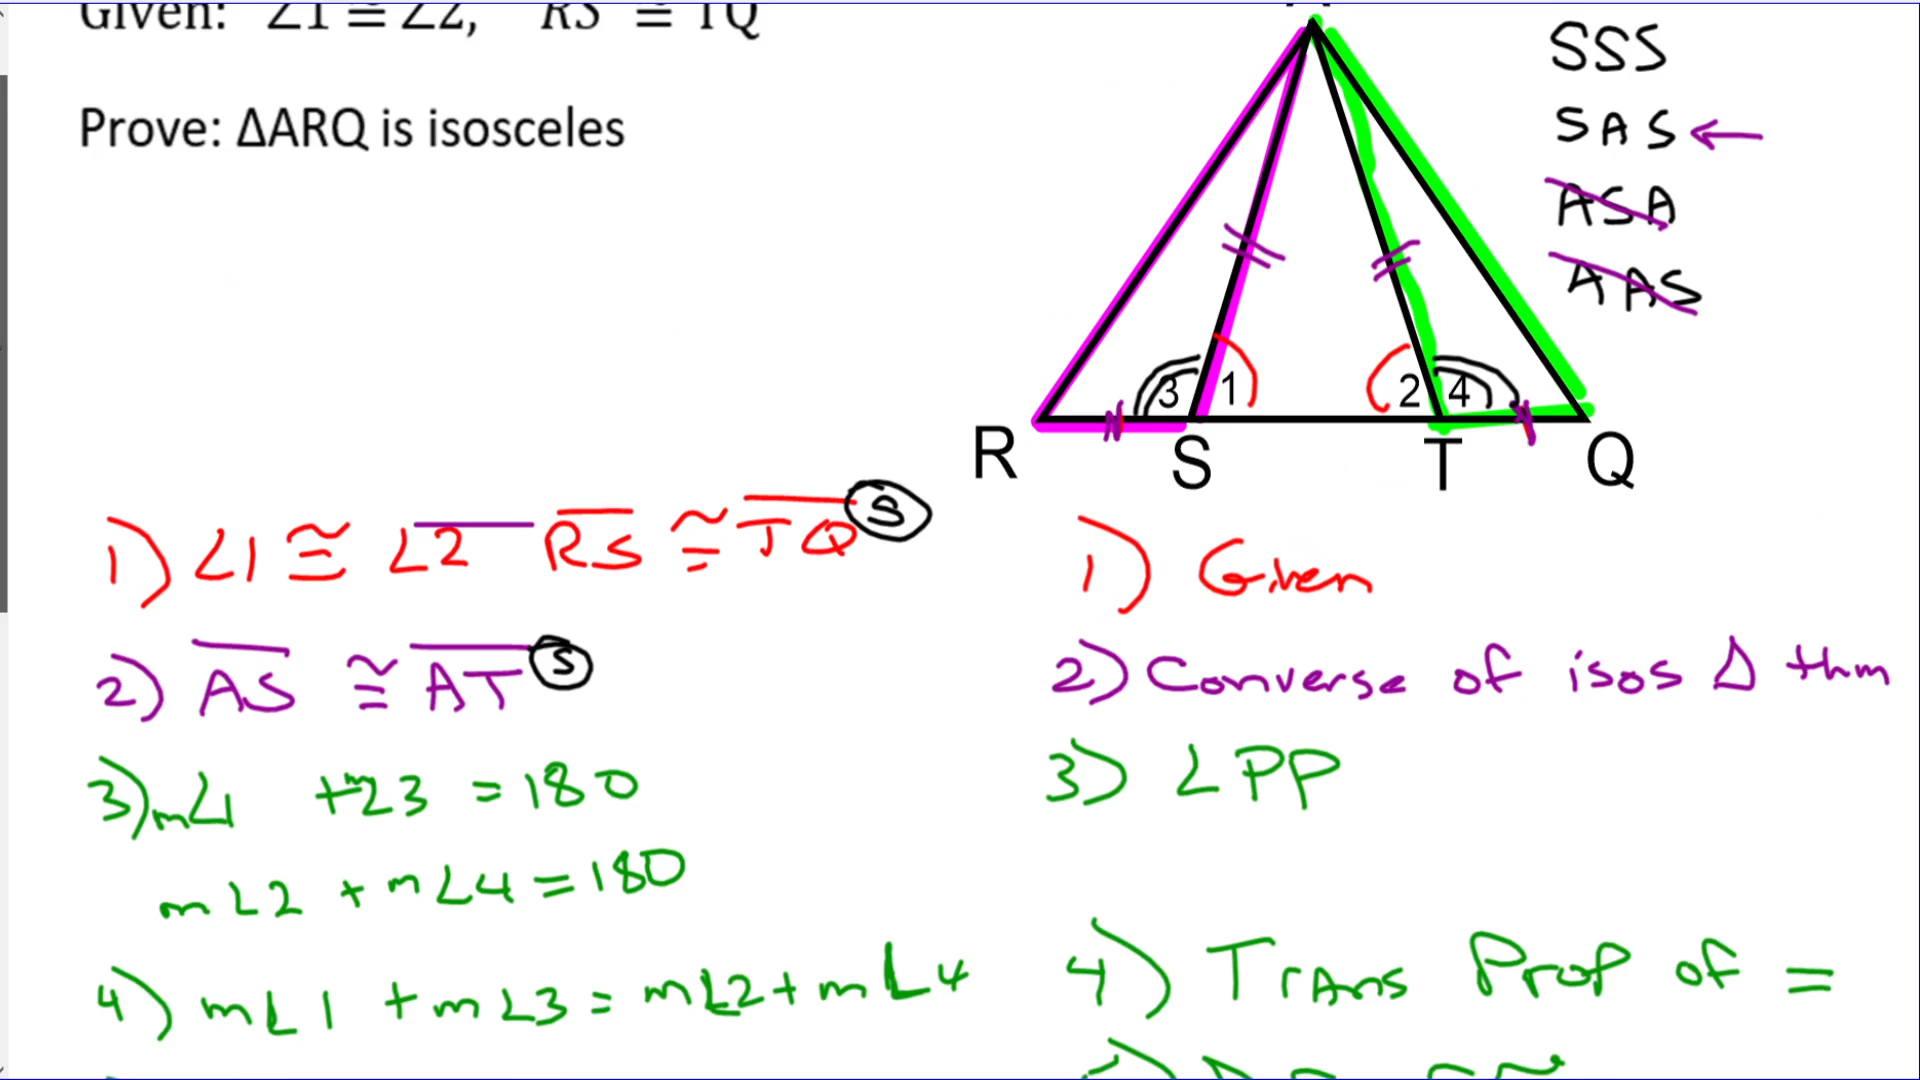 Given: ∠1 ≅ ∠2, RS ≅ TQ
Prove: ΔARQ is isosceles
SSS
SAS
ASA
AAS
3 1 2 4
R S T Q
1) ∠1 ≅ ∠2 RS ≅ TQ S
1) Given
2) AS ≅ AT S
2) Converse of isos Δ thm
3) m∠1 + m∠3 = 180
3) LPP
m∠2 + m∠4 = 180
4) m∠1 + m∠3 = m∠2 + m∠4
4) Trans Prop of =